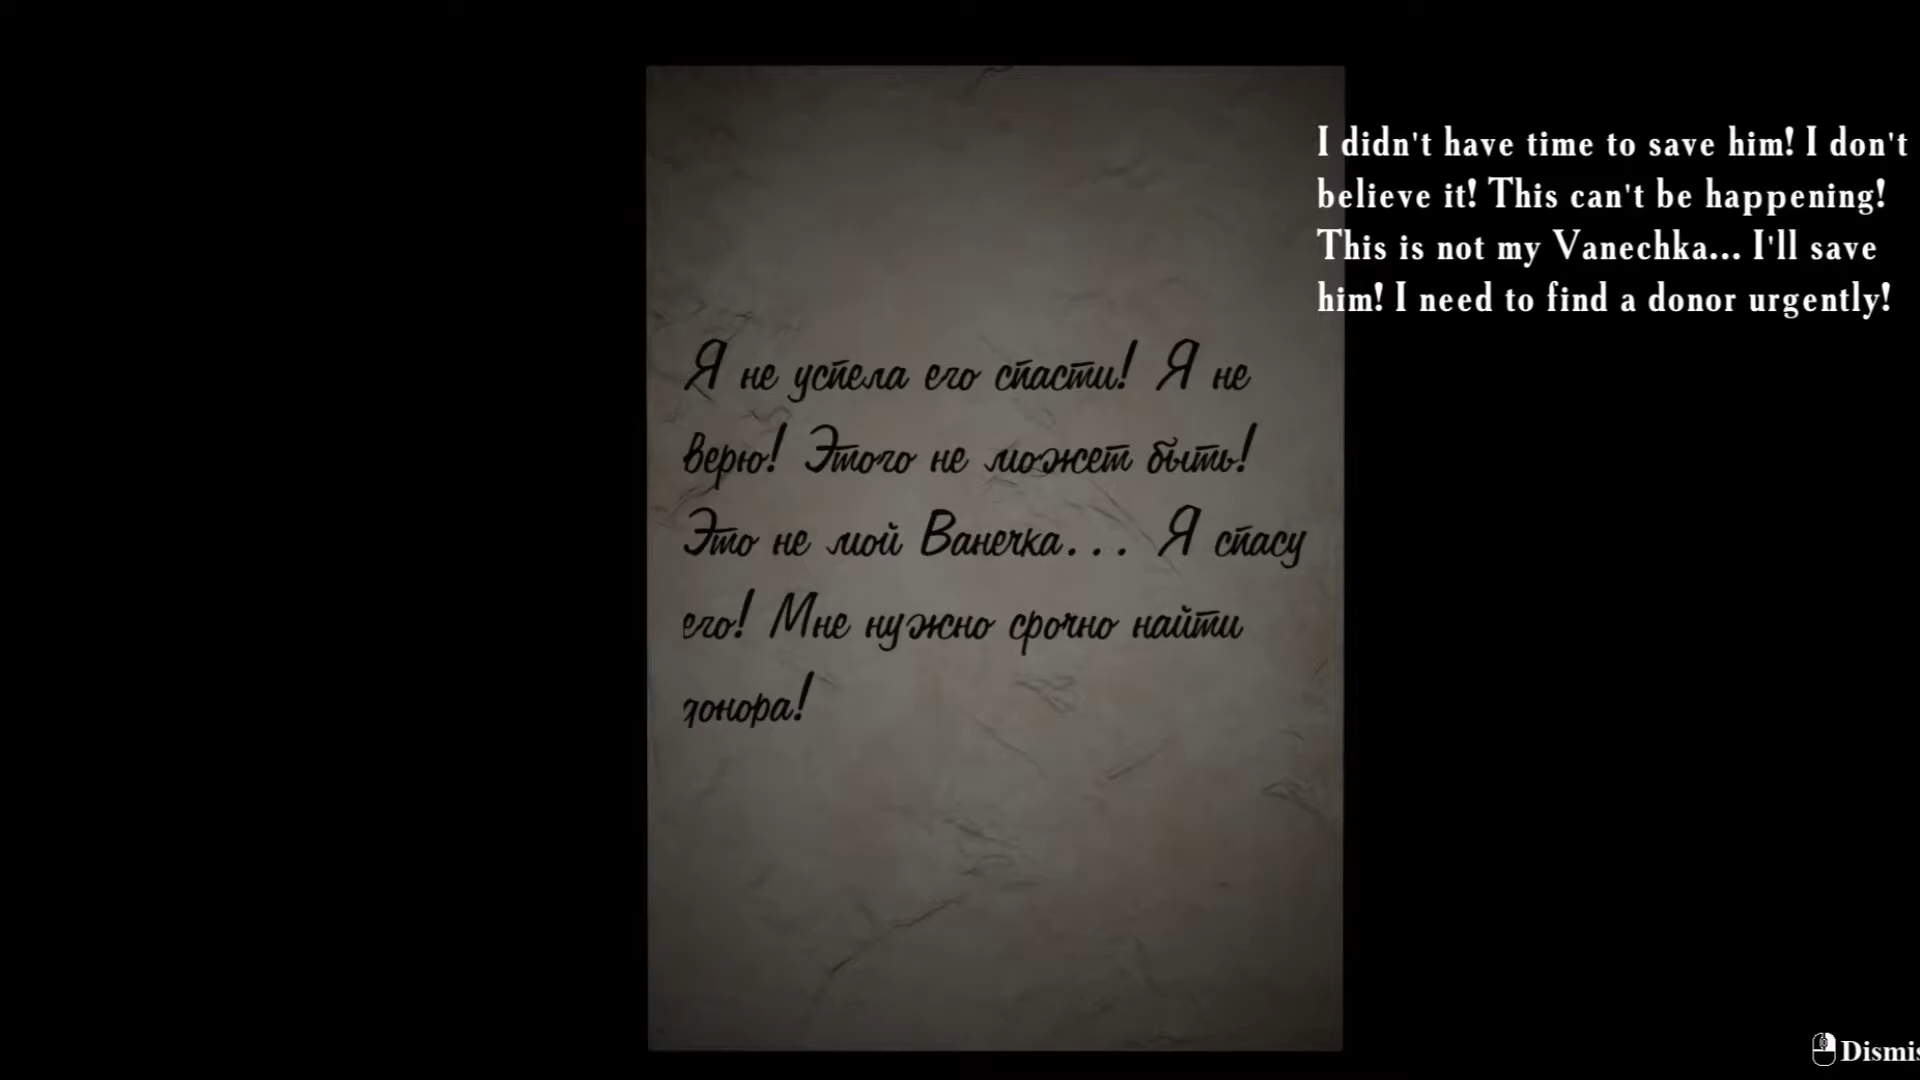 I didn't have time to save him! I don't
believe it! This can't be happening!
This is not my Vanechka... I'll save
him! I need to find a donor urgently!
Я не успела его спасти! Я не
верю! Этого не может быть!
Это не мой Ванечка... Я спасу
его! Мне нужно срочно найти
донора!
Dismis